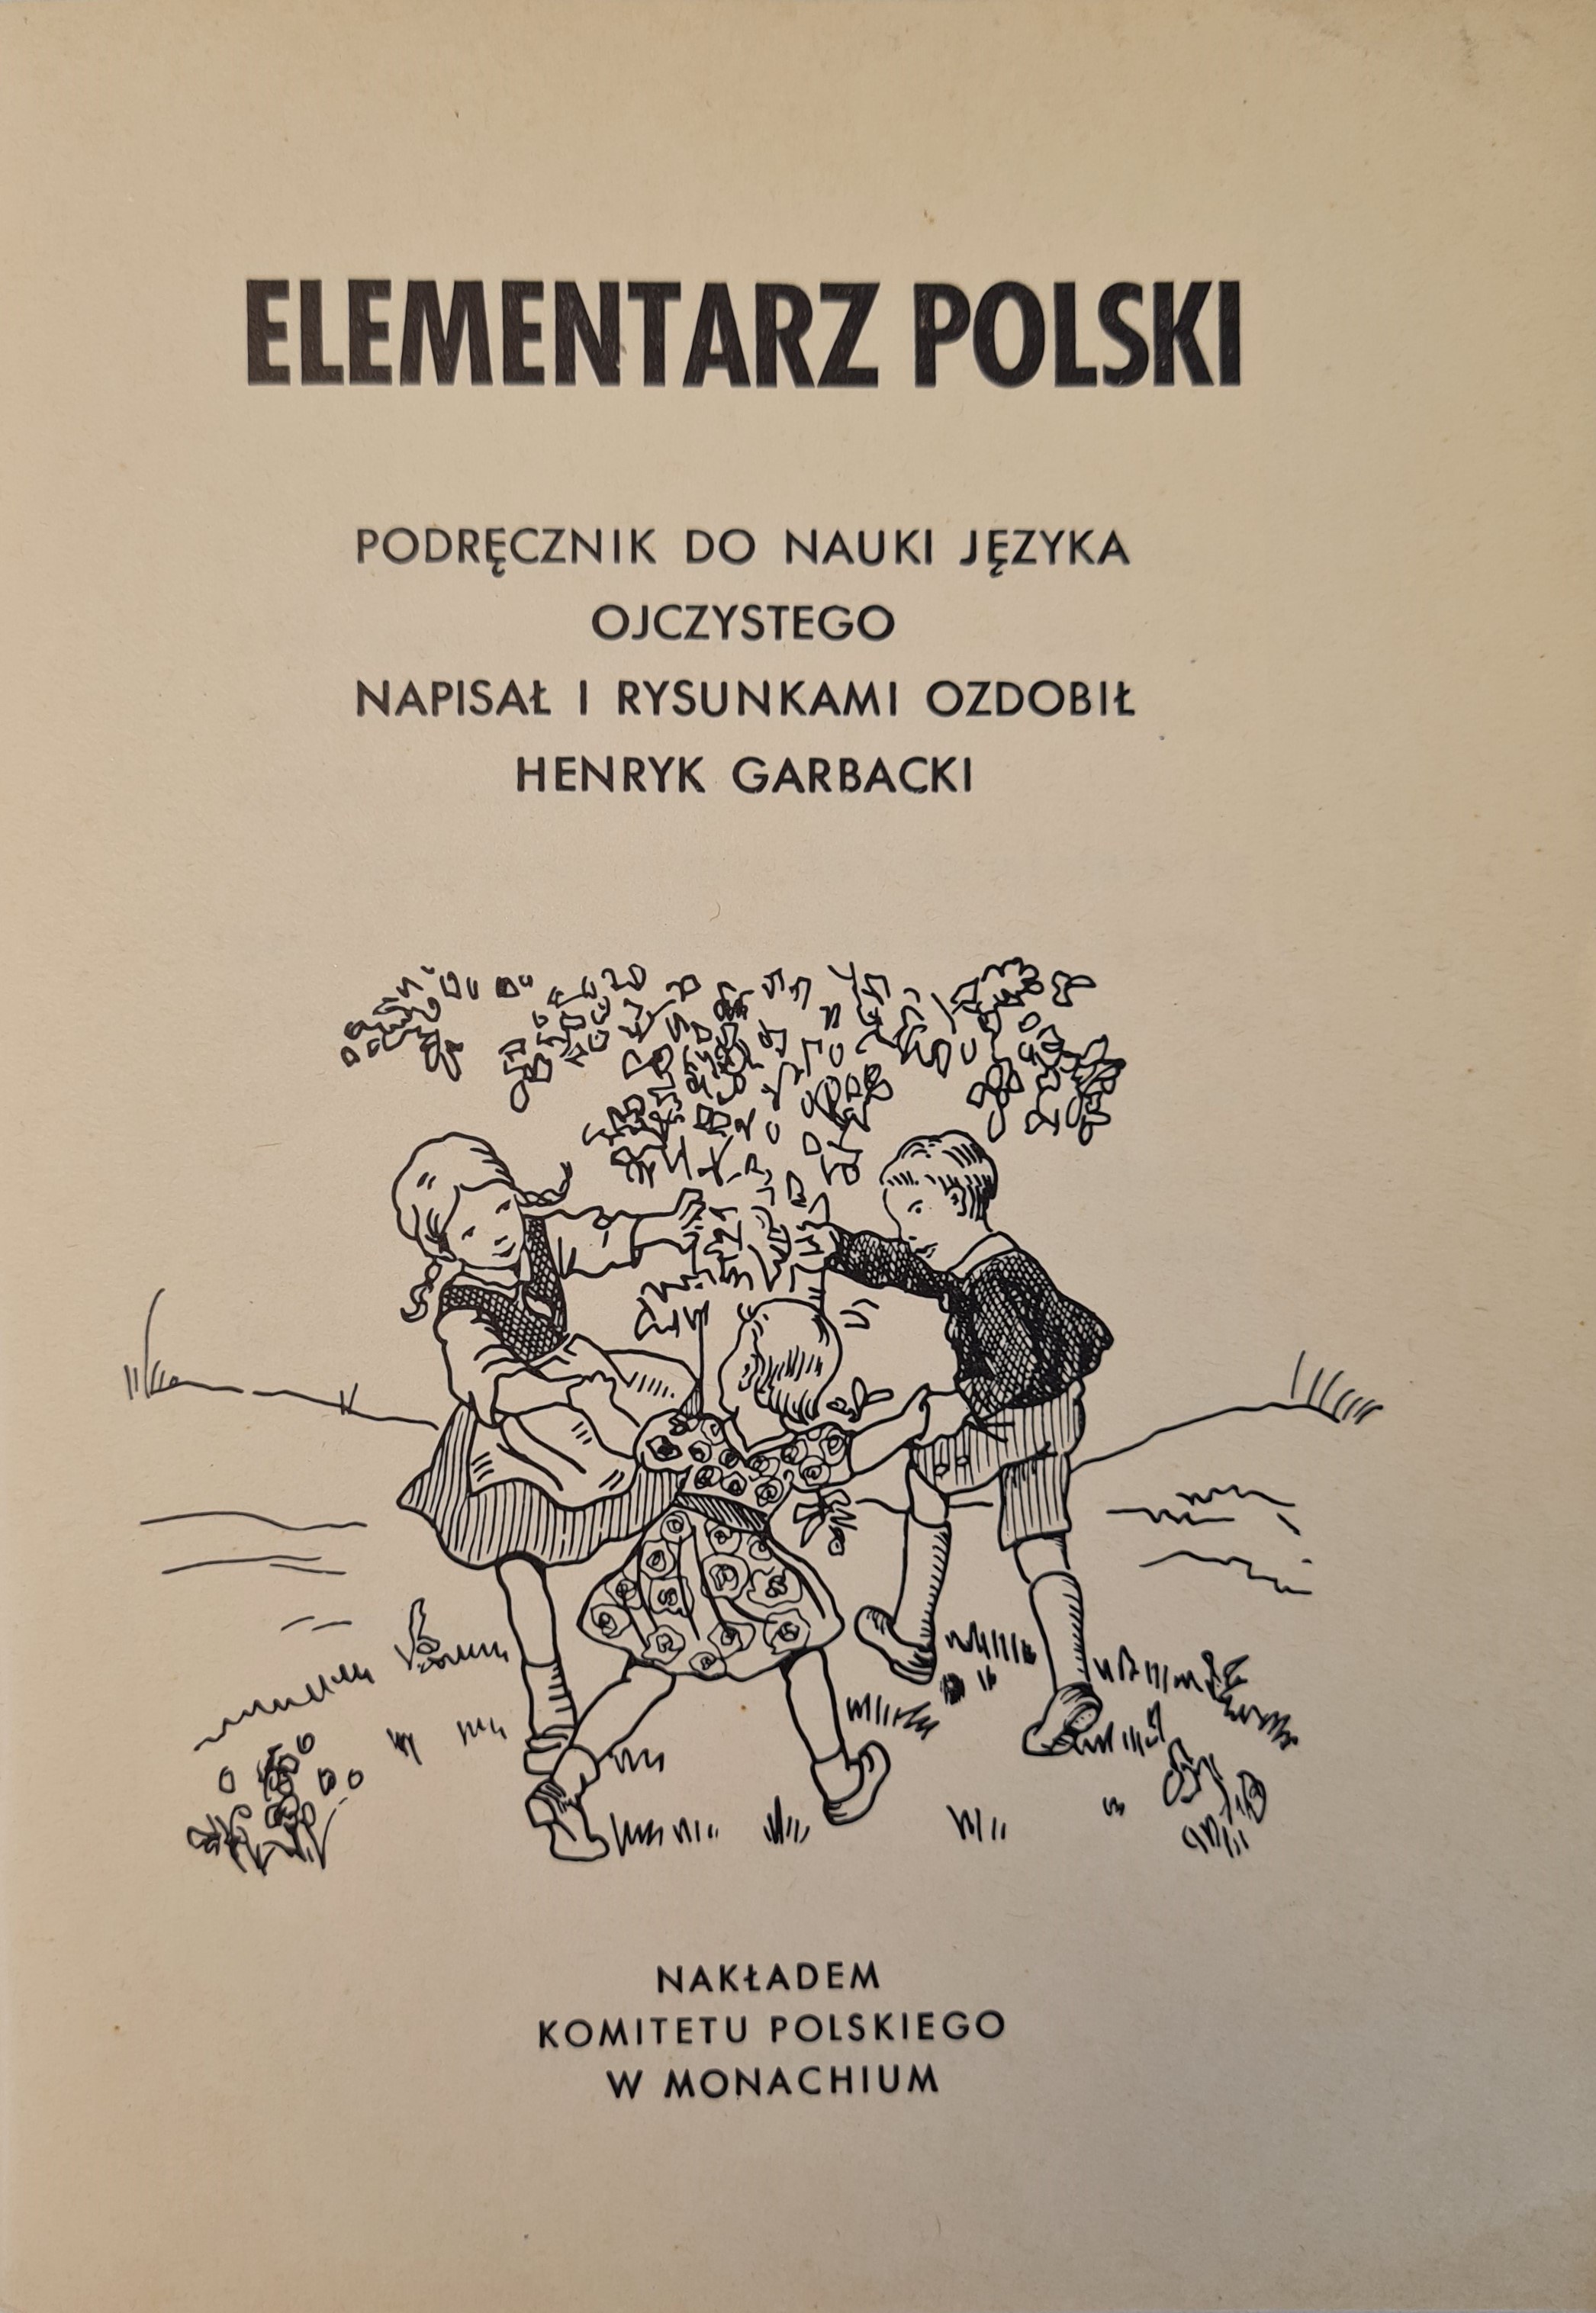 ELEMENTARZ POLSKI
PODRĘCZNIK DO NAUKI JĘZYKA
OJCZYSTEGO
NAPISAŁ I RYSUNKAMI OZDOBIŁ
HENRYK GARBACKI
NAKŁADEM
KOMITETU POLSKIEGO
W MONACHIUM